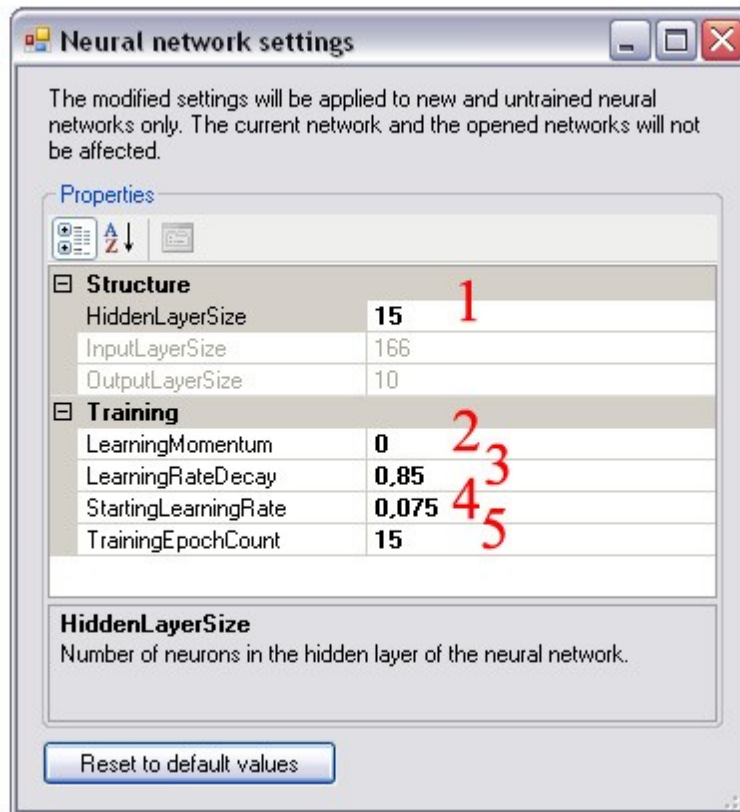 Neural network settings
The modified settings will be applied to new and untrained neural
networks only. The current network and the opened networks will not
be affected.
Properties
Structure 1
HiddenLayerSize 15
InputLayerSize 166
OutputLayerSize 10
Training
LearningMomentum 0 2
LearningRateDecay 0,85 3
StartingLearningRate 0,075 4
TrainingEpochCount 15 5
HiddenLayerSize
Number of neurons in the hidden layer of the neural network.
Reset to default values